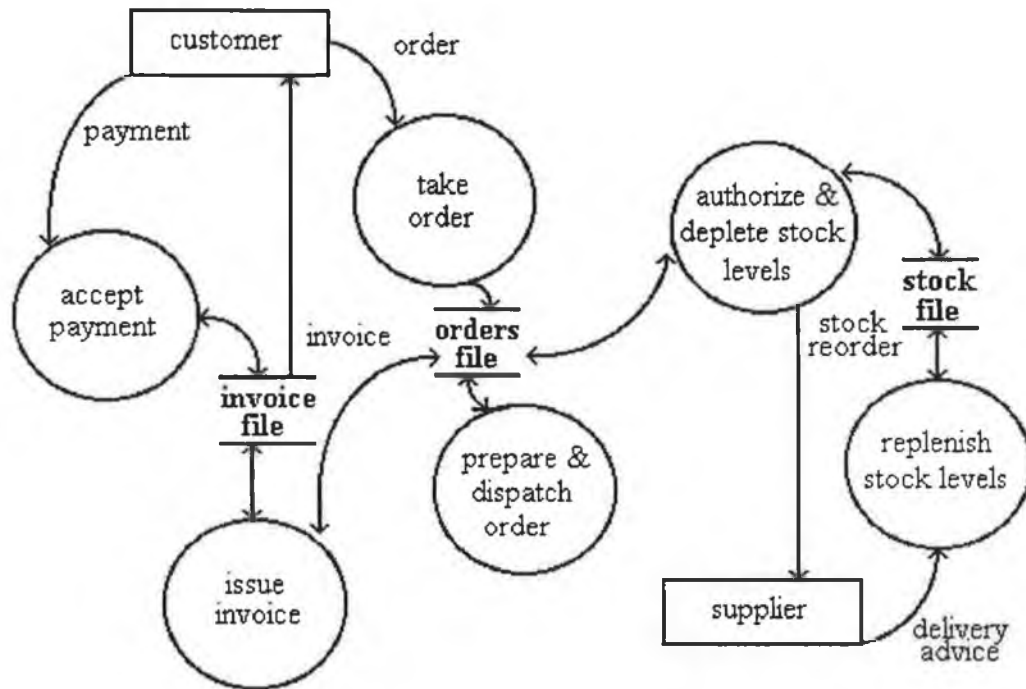 customer
order
payment
take
order
authorize &
deplete stock
levels
accept
payment
invoice
orders
file
stock
file
stock
reorder
invoice
file
prepare &
dispatch
order
replenish
stock levels
issue
invoice
supplier
delivery
advice